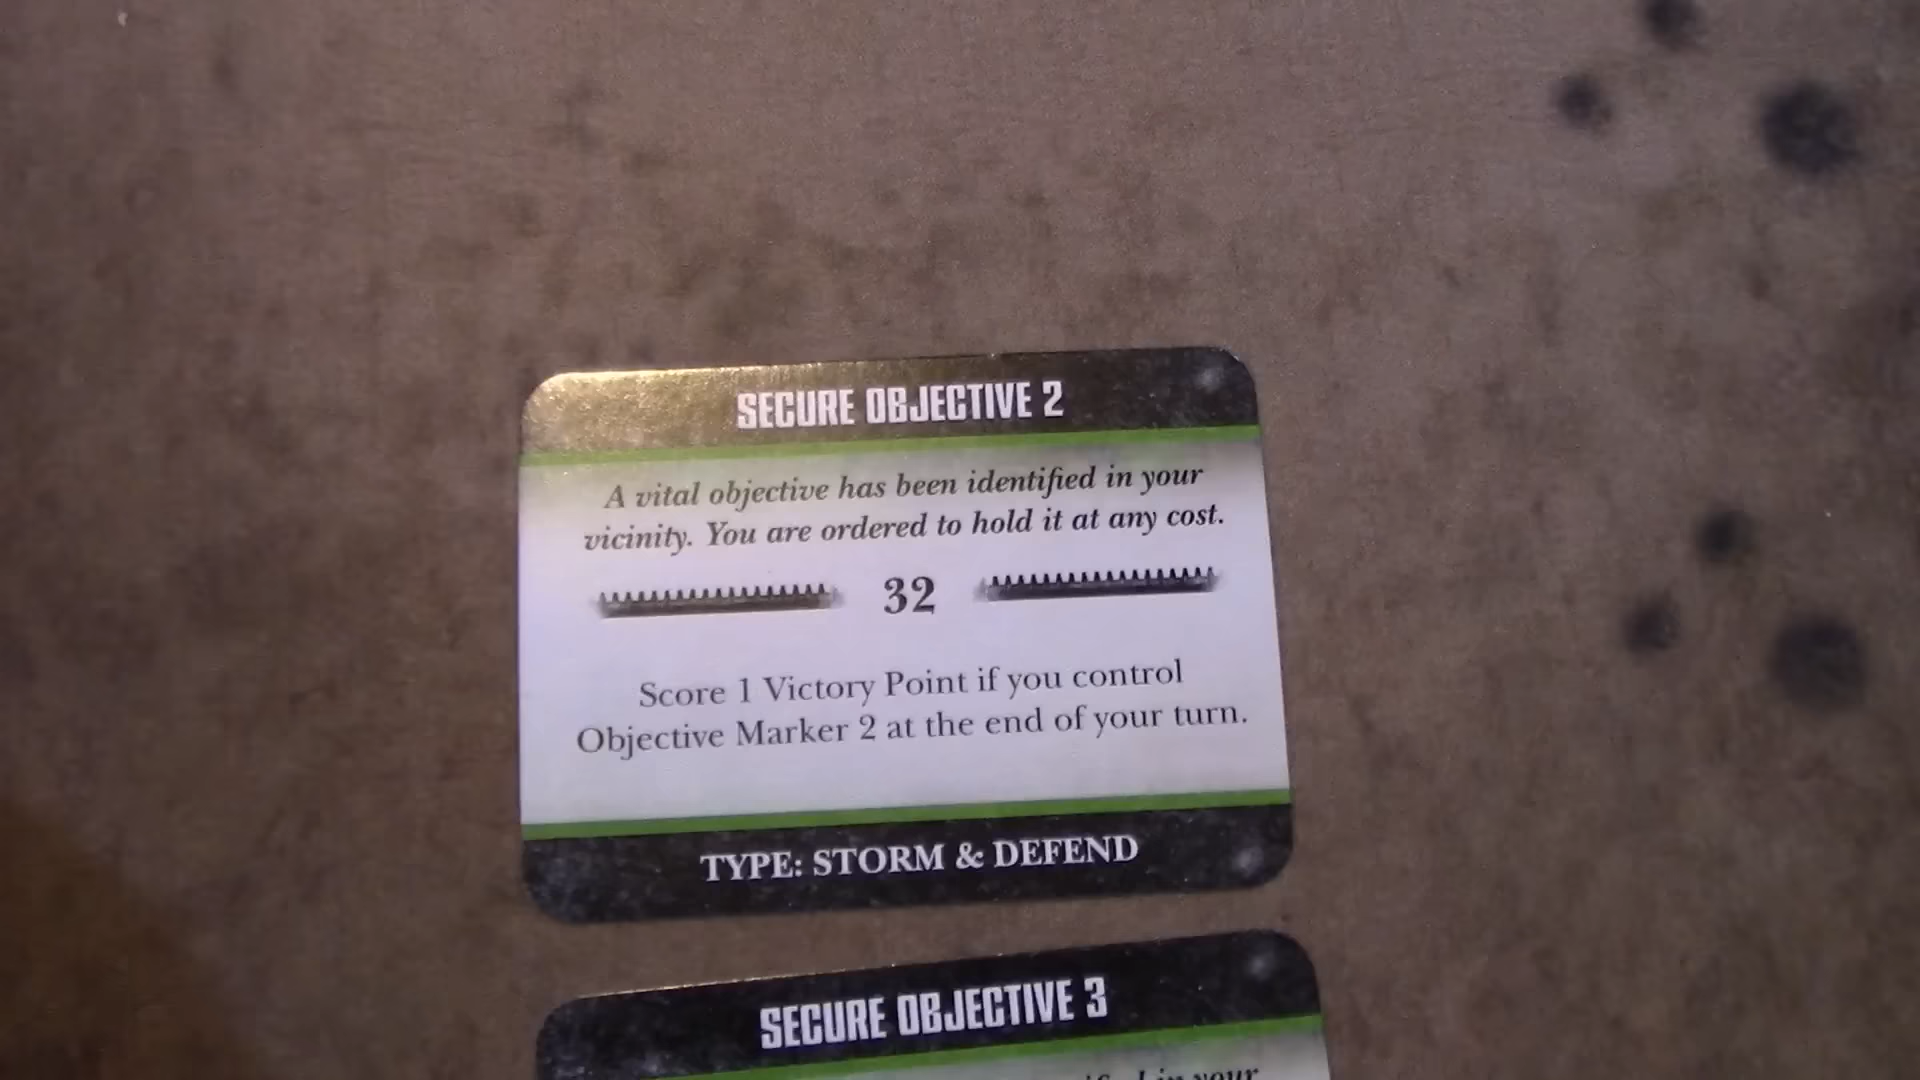 SECURE OBJECTIVE 2
A vital objective has been identified in your
vicinity. You are ordered to hold it at any cost.
32
Score 1 Victory Point if you control
Objective Marker 2 at the end of your turn.
TYPE: STORM & DEFEND
SECURE OBJECTIVE 3
in your